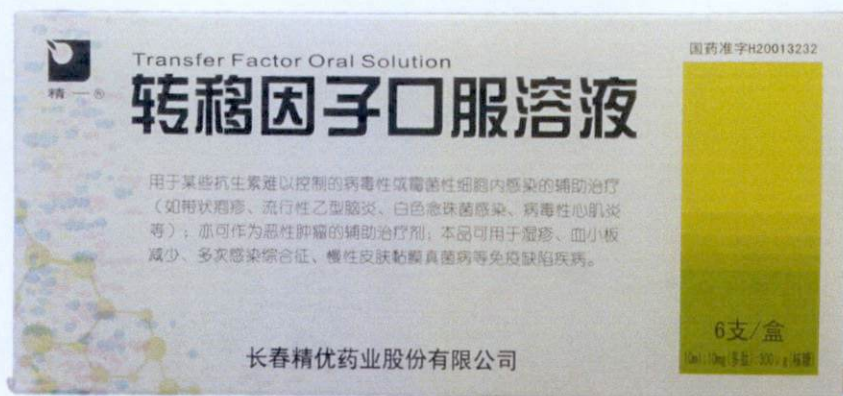 国药准字H20013232
Transfer Factor Oral Solution
精一®
转移因子口服溶液
用于某些抗生素难以控制的病毒性或霉菌性细胞内感染的辅助治疗
（如带状疱疹、流行性乙型脑炎、白色念珠菌感染、病毒性心肌炎
等）；亦可作为恶性肿瘤的辅助治疗剂；本品可用于湿疹、血小板
减少、多次感染综合征、慢性皮肤黏膜真菌病等免疫缺陷疾病。
6支/盒
10ml:10mg(多肽):300μg(核糖)
长春精优药业股份有限公司